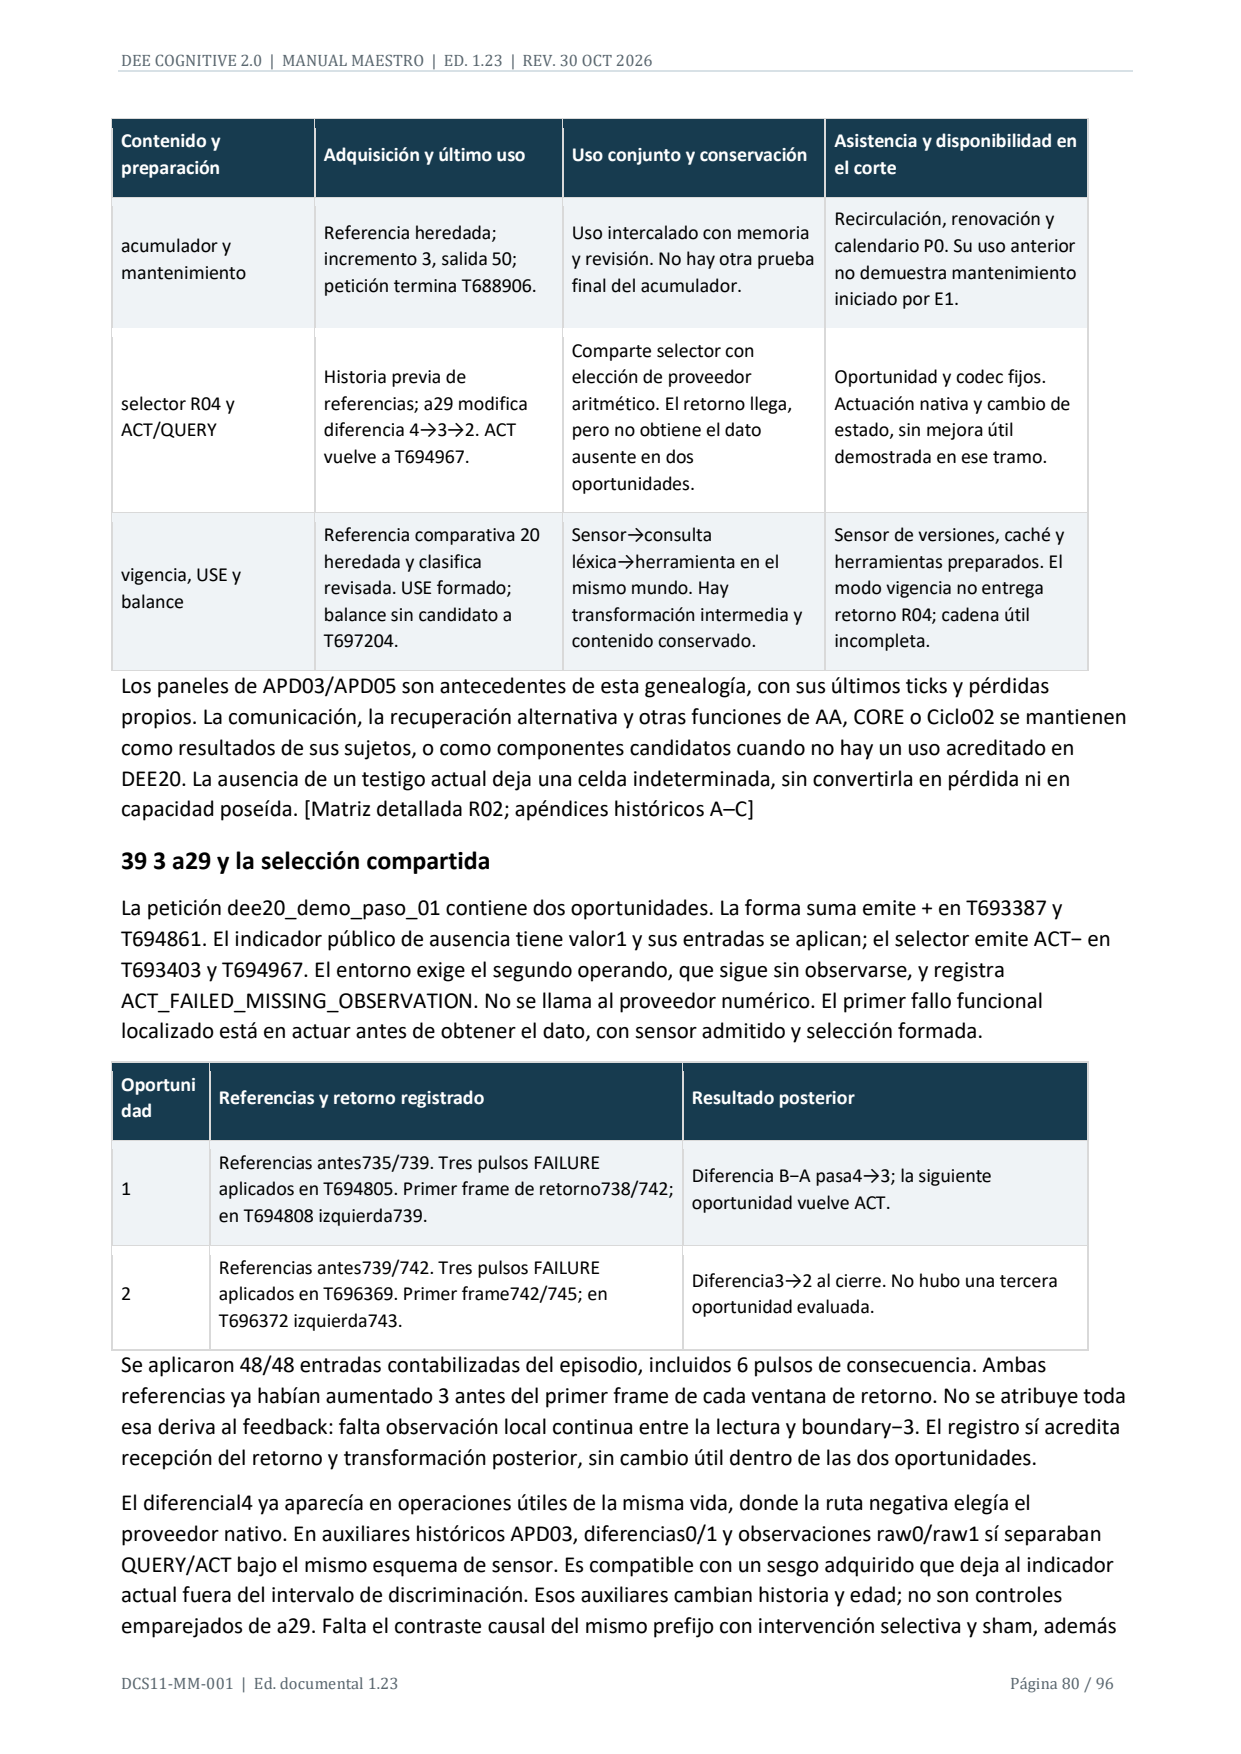 DEE COGNITIVE 2.0 | MANUAL MAESTRO | ED. 1.23 | REV. 30 OCT 2026
Contenido y
preparación
Adquisición y último uso
Uso conjunto y conservación
Asistencia y disponibilidad en
el corte
acumulador y
mantenimiento
Referencia heredada;
incremento 3, salida 50;
petición termina T688906.
Uso intercalado con memoria
y revisión. No hay otra prueba
final del acumulador.
Recirculación, renovación y
calendario P0. Su uso anterior
no demuestra mantenimiento
iniciado por E1.
selector R04 y
ACT/QUERY
Historia previa de
referencias; a29 modifica
diferencia 4→3→2. ACT
vuelve a T694967.
Comparte selector con
elección de proveedor
aritmético. El retorno llega,
pero no obtiene el dato
ausente en dos
oportunidades.
Oportunidad y codec fijos.
Actuación nativa y cambio de
estado, sin mejora útil
demostrada en ese tramo.
vigencia, USE y
balance
Referencia comparativa 20
heredada y clasifica
revisada. USE formado;
balance sin candidato a
T697204.
Sensor→consulta
léxica→herramienta en el
mismo mundo. Hay
transformación intermedia y
contenido conservado.
Sensor de versiones, caché y
herramientas preparados. El
modo vigencia no entrega
retorno R04; cadena útil
incompleta.
Los paneles de APD03/APD05 son antecedentes de esta genealogía, con sus últimos ticks y pérdidas
propios. La comunicación, la recuperación alternativa y otras funciones de AA, CORE o Ciclo02 se mantienen
como resultados de sus sujetos, o como componentes candidatos cuando no hay un uso acreditado en
DEE20. La ausencia de un testigo actual deja una celda indeterminada, sin convertirla en pérdida ni en
capacidad poseída. [Matriz detallada R02; apéndices históricos A–C]
39 3 a29 y la selección compartida
La petición dee20_demo_paso_01 contiene dos oportunidades. La forma suma emite + en T693387 y
T694861. El indicador público de ausencia tiene valor1 y sus entradas se aplican; el selector emite ACT− en
T693403 y T694967. El entorno exige el segundo operando, que sigue sin observarse, y registra
ACT_FAILED_MISSING_OBSERVATION. No se llama al proveedor numérico. El primer fallo funcional
localizado está en actuar antes de obtener el dato, con sensor admitido y selección formada.
Oportuni
dad
Referencias y retorno registrado
Resultado posterior
1
Referencias antes735/739. Tres pulsos FAILURE
aplicados en T694805. Primer frame de retorno738/742;
en T694808 izquierda739.
Diferencia B−A pasa4→3; la siguiente
oportunidad vuelve ACT.
2
Referencias antes739/742. Tres pulsos FAILURE
aplicados en T696369. Primer frame742/745; en
T696372 izquierda743.
Diferencia3→2 al cierre. No hubo una tercera
oportunidad evaluada.
Se aplicaron 48/48 entradas contabilizadas del episodio, incluidos 6 pulsos de consecuencia. Ambas
referencias ya habían aumentado 3 antes del primer frame de cada ventana de retorno. No se atribuye toda
esa deriva al feedback: falta observación local continua entre la lectura y boundary−3. El registro sí acredita
recepción del retorno y transformación posterior, sin cambio útil dentro de las dos oportunidades.
El diferencial4 ya aparecía en operaciones útiles de la misma vida, donde la ruta negativa elegía el
proveedor nativo. En auxiliares históricos APD03, diferencias0/1 y observaciones raw0/raw1 sí separaban
QUERY/ACT bajo el mismo esquema de sensor. Es compatible con un sesgo adquirido que deja al indicador
actual fuera del intervalo de discriminación. Esos auxiliares cambian historia y edad; no son controles
emparejados de a29. Falta el contraste causal del mismo prefijo con intervención selectiva y sham, además
DCS11-MM-001 | Ed. documental 1.23
Página 80 / 96